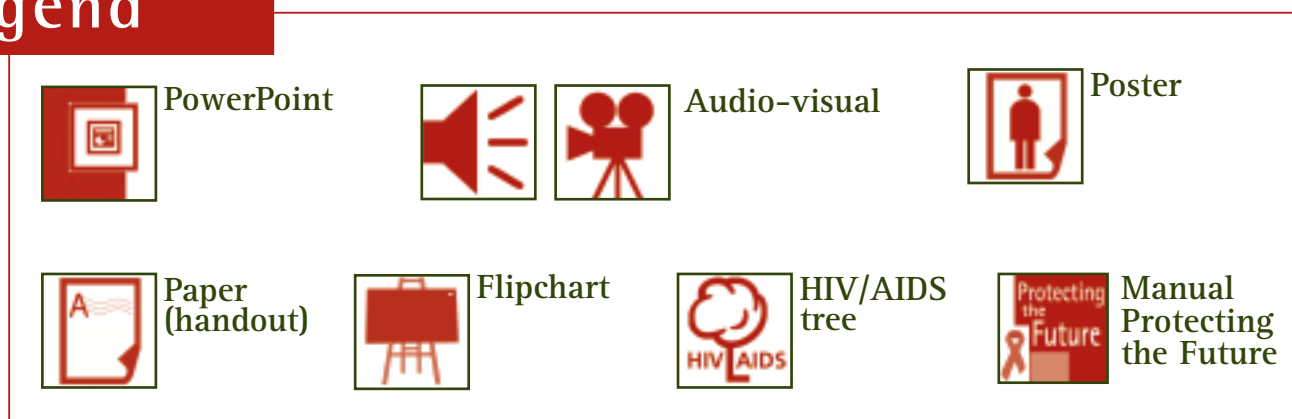 gend
PowerPoint
Audio-visual
Poster
A
Paper
(handout)
Flipchart
HIV AIDS
HIV/AIDS
tree
Protecting
the
Future
Manual
Protecting
the Future